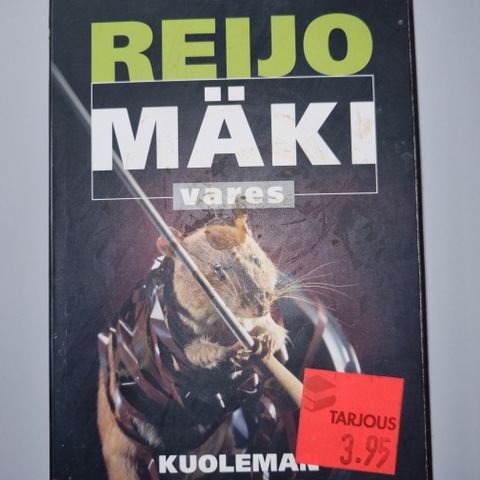 REIJO
MÄKI
vares
TARJOUS
3.95
KUOLEMAN